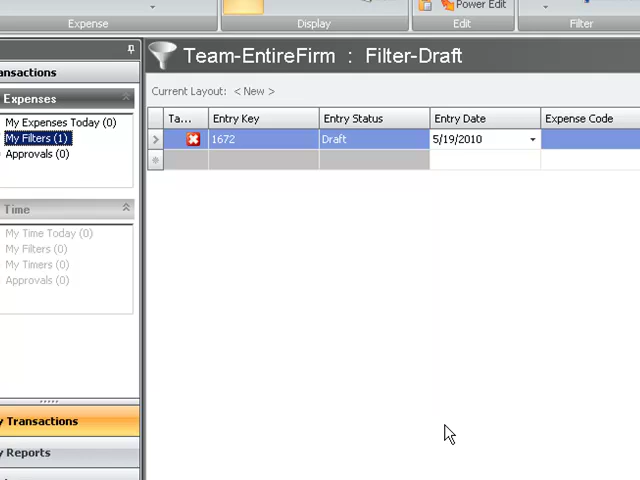 Power Edit
Expense
Display
Edit
Filter
ansactions
Team-EntireFirm : Filter-Draft
Expenses
Current Layout: < New >
My Expenses Today (0)
My Filters (1)
Approvals (0)
Ta... Entry Key Entry Status Entry Date Expense Code
1672 Draft 5/19/2010
Time
My Time Today (0)
My Filters (0)
My Timers (0)
Approvals (0)
y Transactions
y Reports